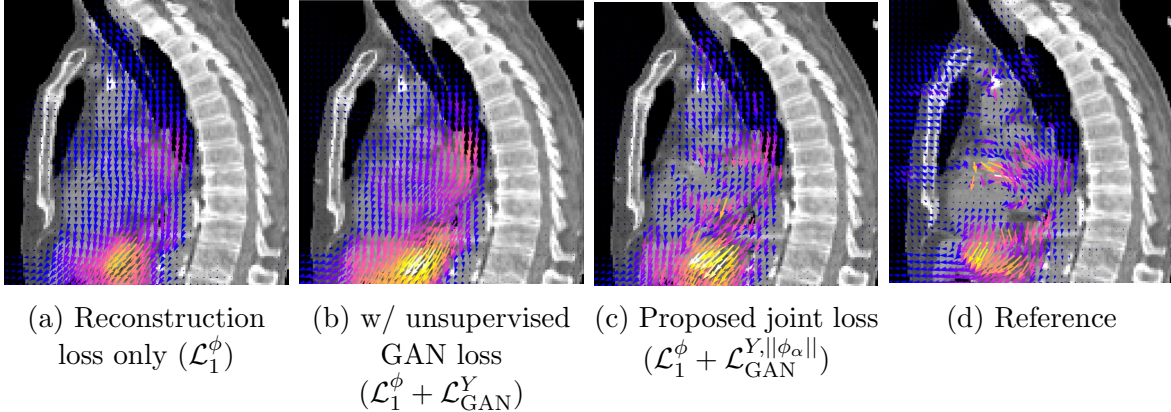 (a) Reconstruction
loss only (𝓛₁^ϕ)
(b) w/ unsupervised
GAN loss
(𝓛₁^ϕ + 𝓛_GAN^Y)
(c) Proposed joint loss
(𝓛₁^ϕ + 𝓛_GAN^{Y,||ϕ_α||})
(d) Reference